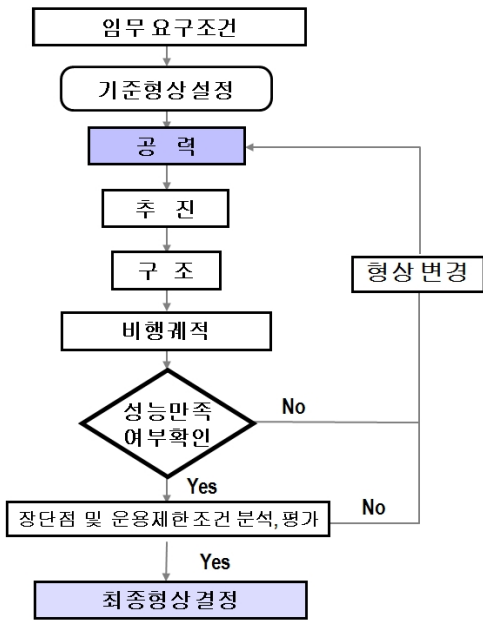 임무 요구조건
기준형상설정
공 력
추 진
구 조
형상 변경
비행궤적
성능만족
여부확인
No
Yes
장단점 및 운용제한조건 분석, 평가
No
Yes
최종형상결정